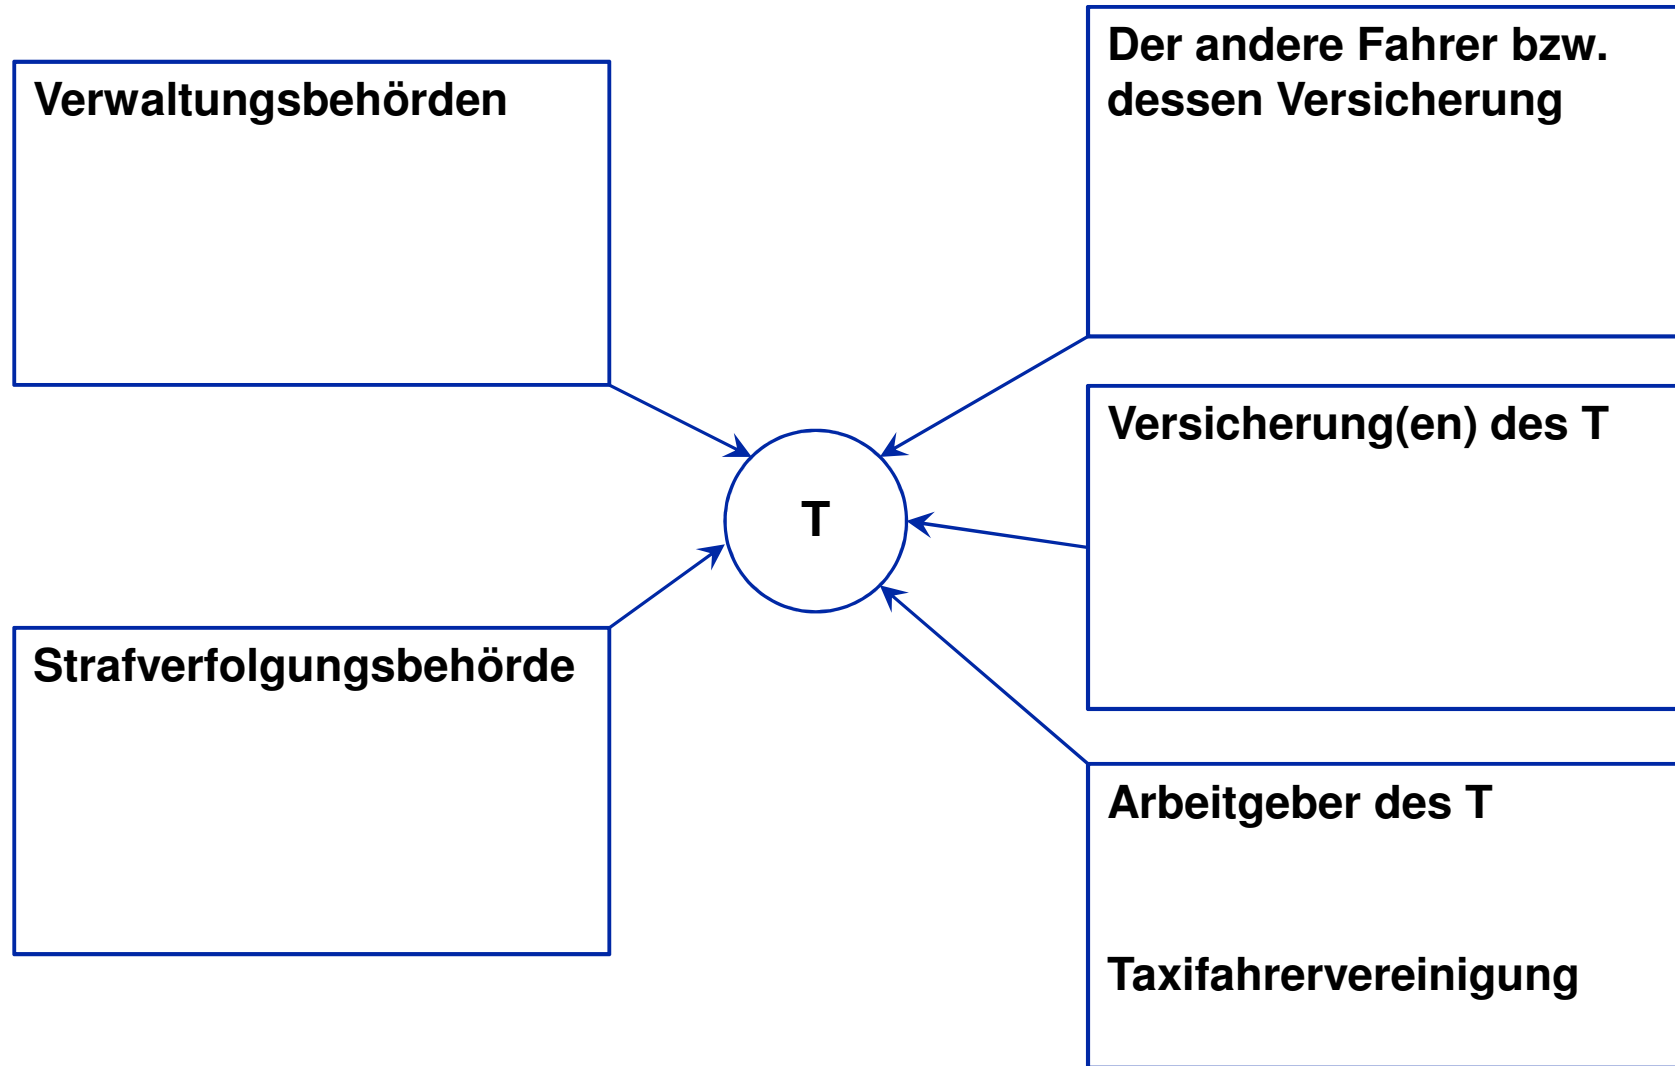 Verwaltungsbehörden
Der andere Fahrer bzw.
dessen Versicherung
Versicherung(en) des T
T
Strafverfolgungsbehörde
Arbeitgeber des T
Taxifahrervereinigung